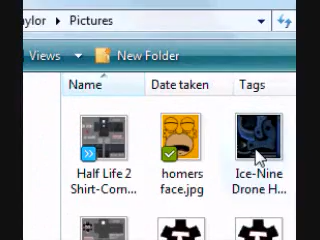 ylor ▸ Pictures
Views New Folder
Name Date taken Tags
Half Life 2 homers Ice-Nine
Shirt-Corn... face.jpg Drone H...